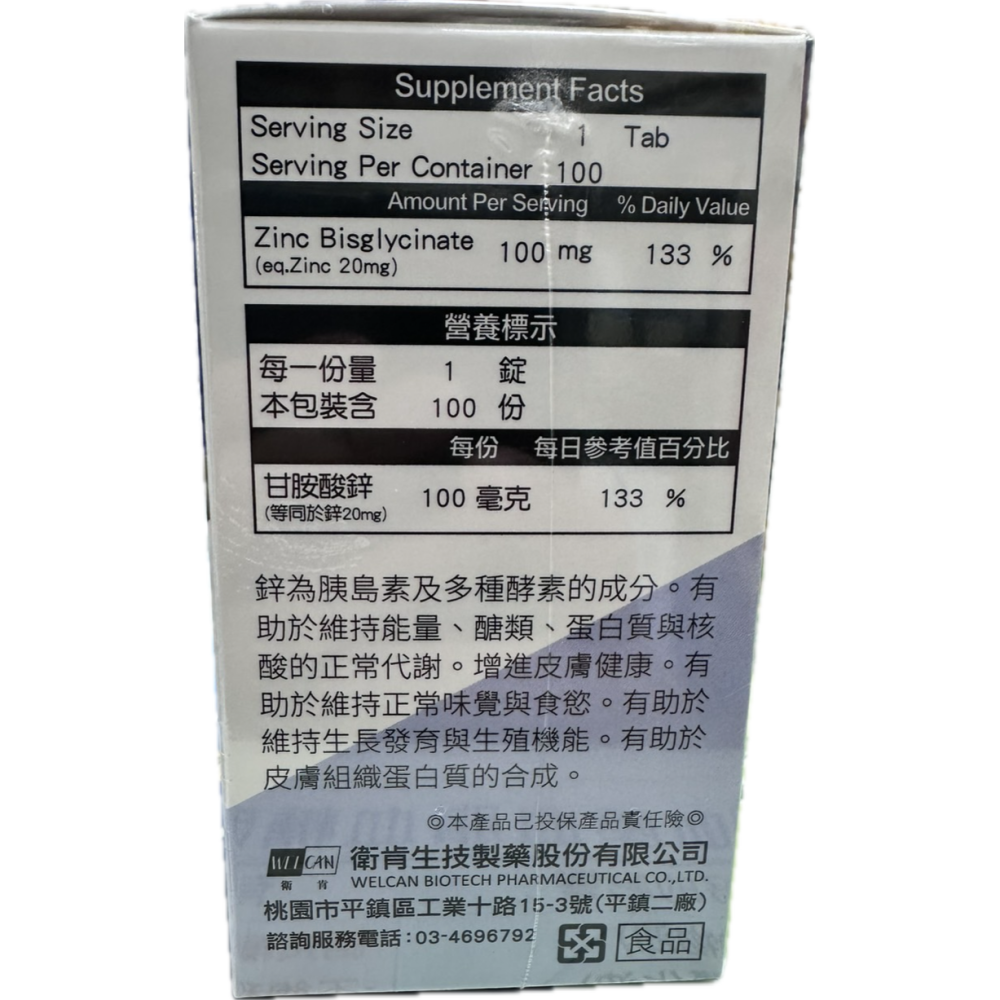 Supplement Facts
Serving Size 1 Tab
Serving Per Container 100
Amount Per Serving % Daily Value
Zinc Bisglycinate 100 mg 133 %
(eq.Zinc 20mg)
營養標示
每一份量 1 錠
本包裝含 100 份
每份 每日參考值百分比
甘胺酸鋅 100 毫克 133 %
(等同於鋅20mg)
鋅為胰島素及多種酵素的成分。有
助於維持能量、醣類、蛋白質與核
酸的正常代謝。增進皮膚健康。有
助於維持正常味覺與食慾。有助於
維持生長發育與生殖機能。有助於
皮膚組織蛋白質的合成。
◎本產品已投保產品責任險◎
WELCAN 衛肯生技製藥股份有限公司
衛肯 WELCAN BIOTECH PHARMACEUTICAL CO.,LTD.
桃園市平鎮區工業十路15-3號(平鎮二廠)
諮詢服務電話:03-4696792 食品